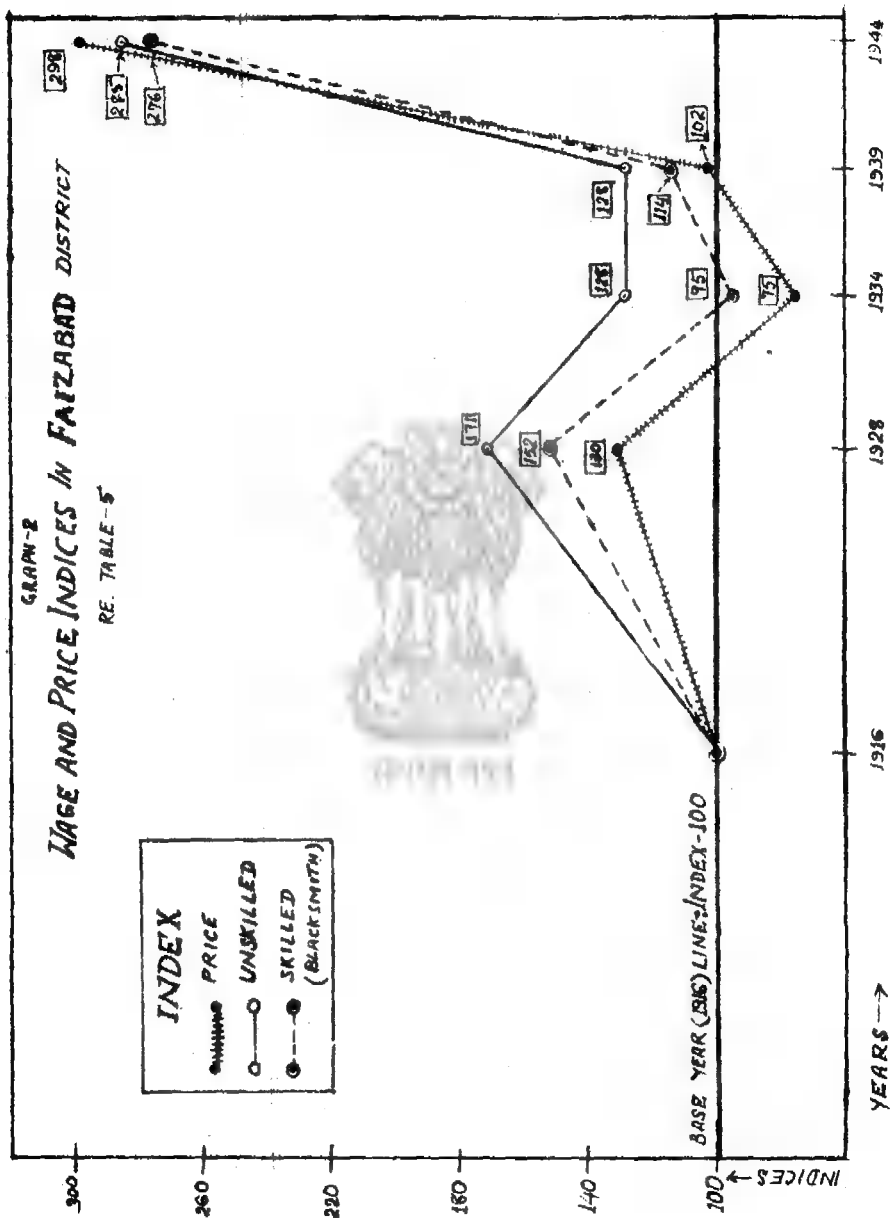 GRAPH-2
WAGE AND PRICE INDICES IN FAIZABAD DISTRICT
RE. TABLE-5
INDEX
PRICE
UNSKILLED
SKILLED
(BLACKSMITH)
300
260
220
180
140
100
INDICES →
298
285
276
171
152
130
128
128
95
75
114
102
BASE YEAR (1916) LINE: INDEX-100
1916
1928
1934
1939
1944
YEARS →